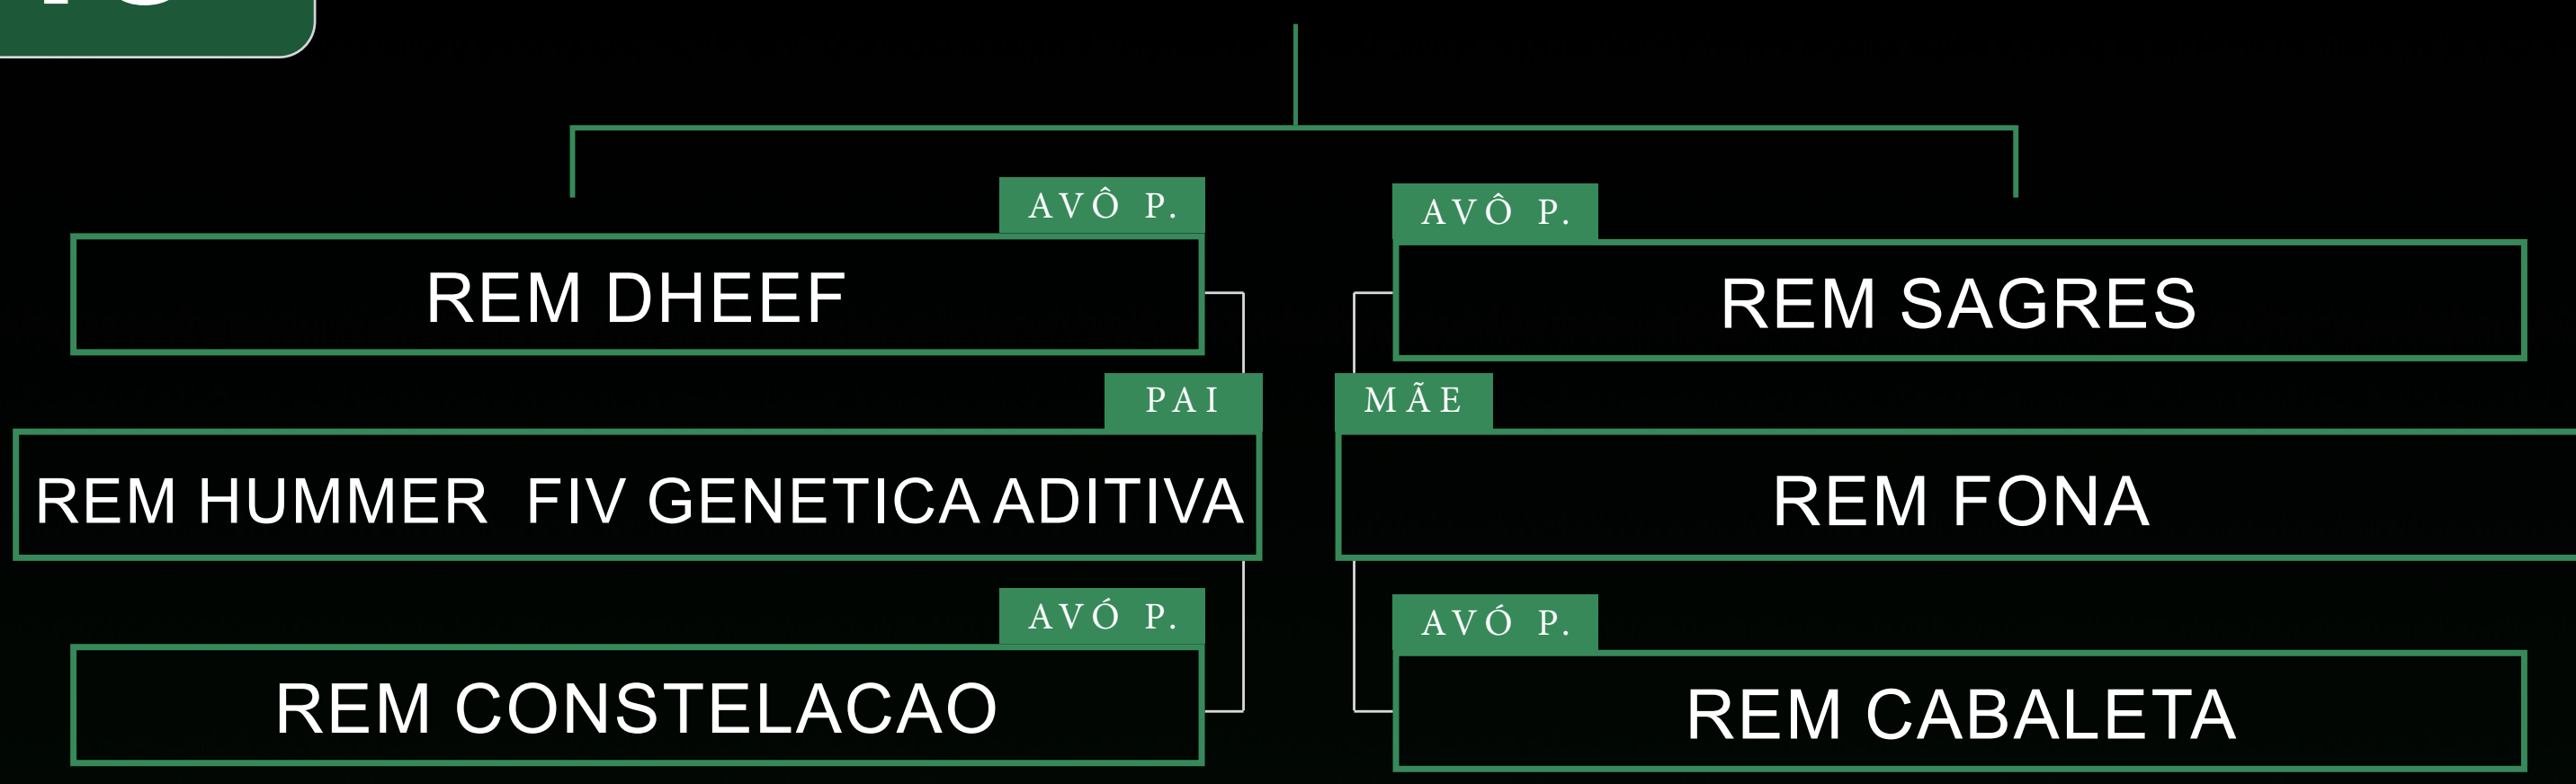 AVÔ P.
REM DHEEF
PAI
REM HUMMER  FIV GENETICA ADITIVA
AVÓ P.
REM CONSTELACAO
AVÔ P.
REM SAGRES
MÃE
REM FONA
AVÓ P.
REM CABALETA